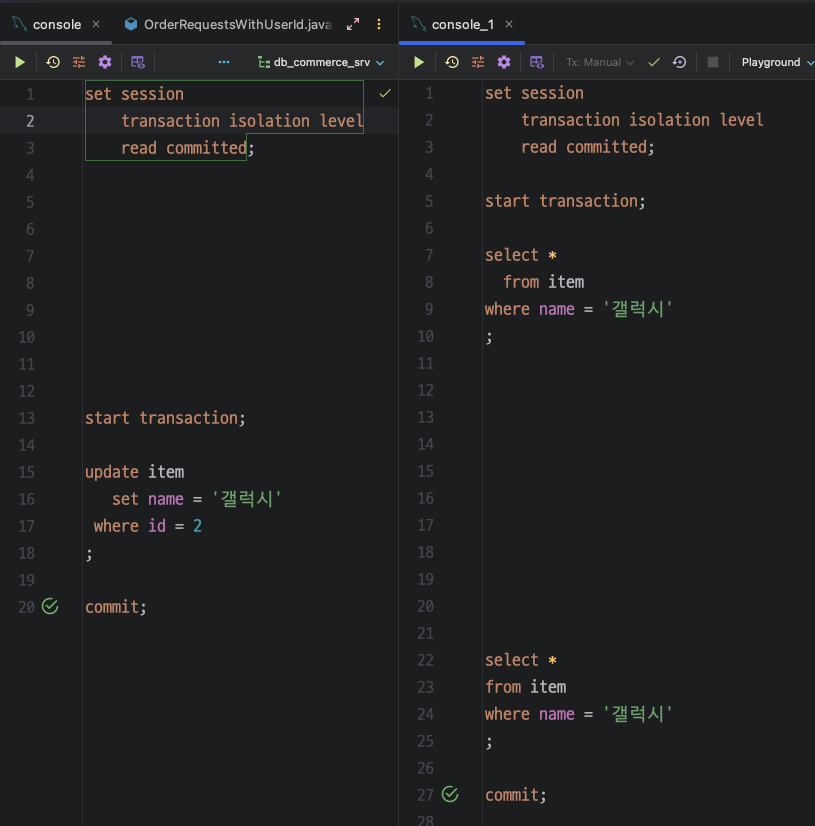 console
OrderRequestsWithUserId.java
db_commerce_srv
1 set session
2 transaction isolation level
3 read committed;
4
5
6
7
8
9
10
11
12
13 start transaction;
14
15 update item
16 set name = '갤럭시'
17 where id = 2
18 ;
19
20 commit;
console_1
Tx: Manual
Playground
1 set session
2 transaction isolation level
3 read committed;
4
5 start transaction;
6
7 select *
8 from item
9 where name = '갤럭시'
10 ;
11
12
13
14
15
16
17
18
19
20
21
22 select *
23 from item
24 where name = '갤럭시'
25 ;
26
27 commit;
28